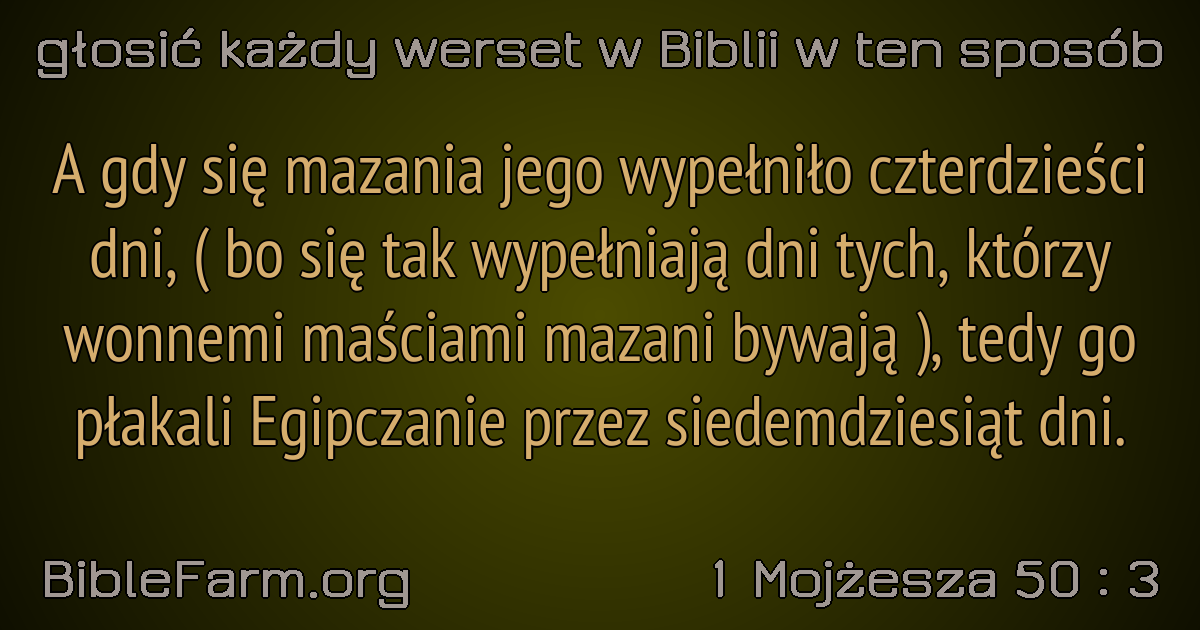 głosić każdy werset w Biblii w ten sposób
A gdy się mazania jego wypełniło czterdzieści
dni, ( bo się tak wypełniają dni tych, którzy
wonnemi maściami mazani bywają ), tedy go
płakali Egipczanie przez siedemdziesiąt dni.
BibleFarm.org
1 Mojżesza 50 : 3